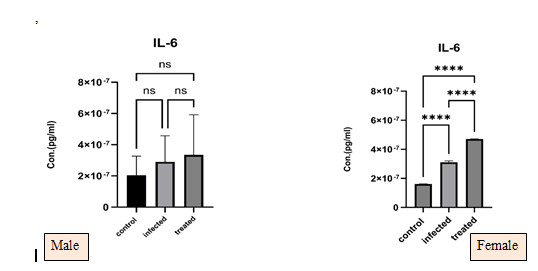 IL-6
ns
ns
ns
8×10⁻⁷
6×10⁻⁷
4×10⁻⁷
2×10⁻⁷
0
Con.(pg/ml)
control
infected
treated
Male
IL-6
****
****
****
8×10⁻⁷
6×10⁻⁷
4×10⁻⁷
2×10⁻⁷
0
Con.(pg/ml)
control
infected
treated
Female